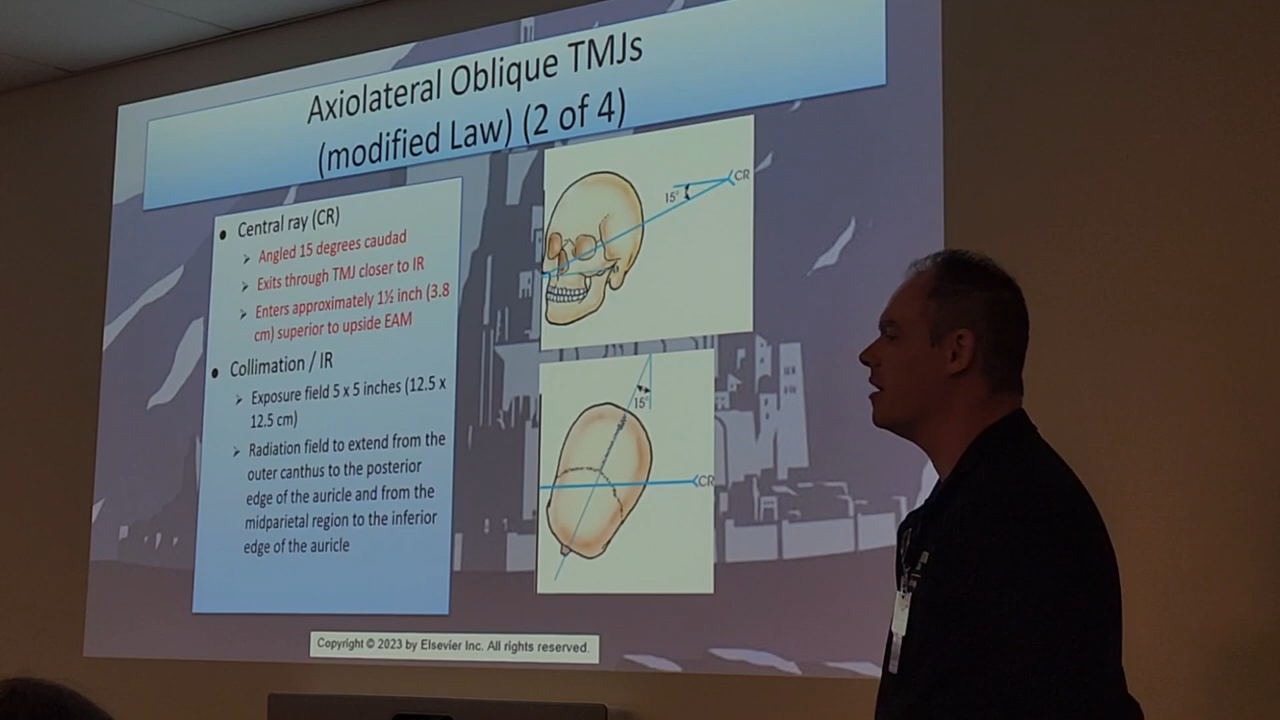 Axiolateral Oblique TMJs
(modified Law) (2 of 4)
Central ray (CR)
Angled 15 degrees caudad
Exits through TMJ closer to IR
Enters approximately 1½ inch (3.8
cm) superior to upside EAM
Collimation / IR
Exposure field 5 x 5 inches (12.5 x
12.5 cm)
Radiation field to extend from the
outer canthus to the posterior
edge of the auricle and from the
midparietal region to the inferior
edge of the auricle
CR
15°
15°
CR
Copyright © 2023 by Elsevier Inc. All rights reserved.